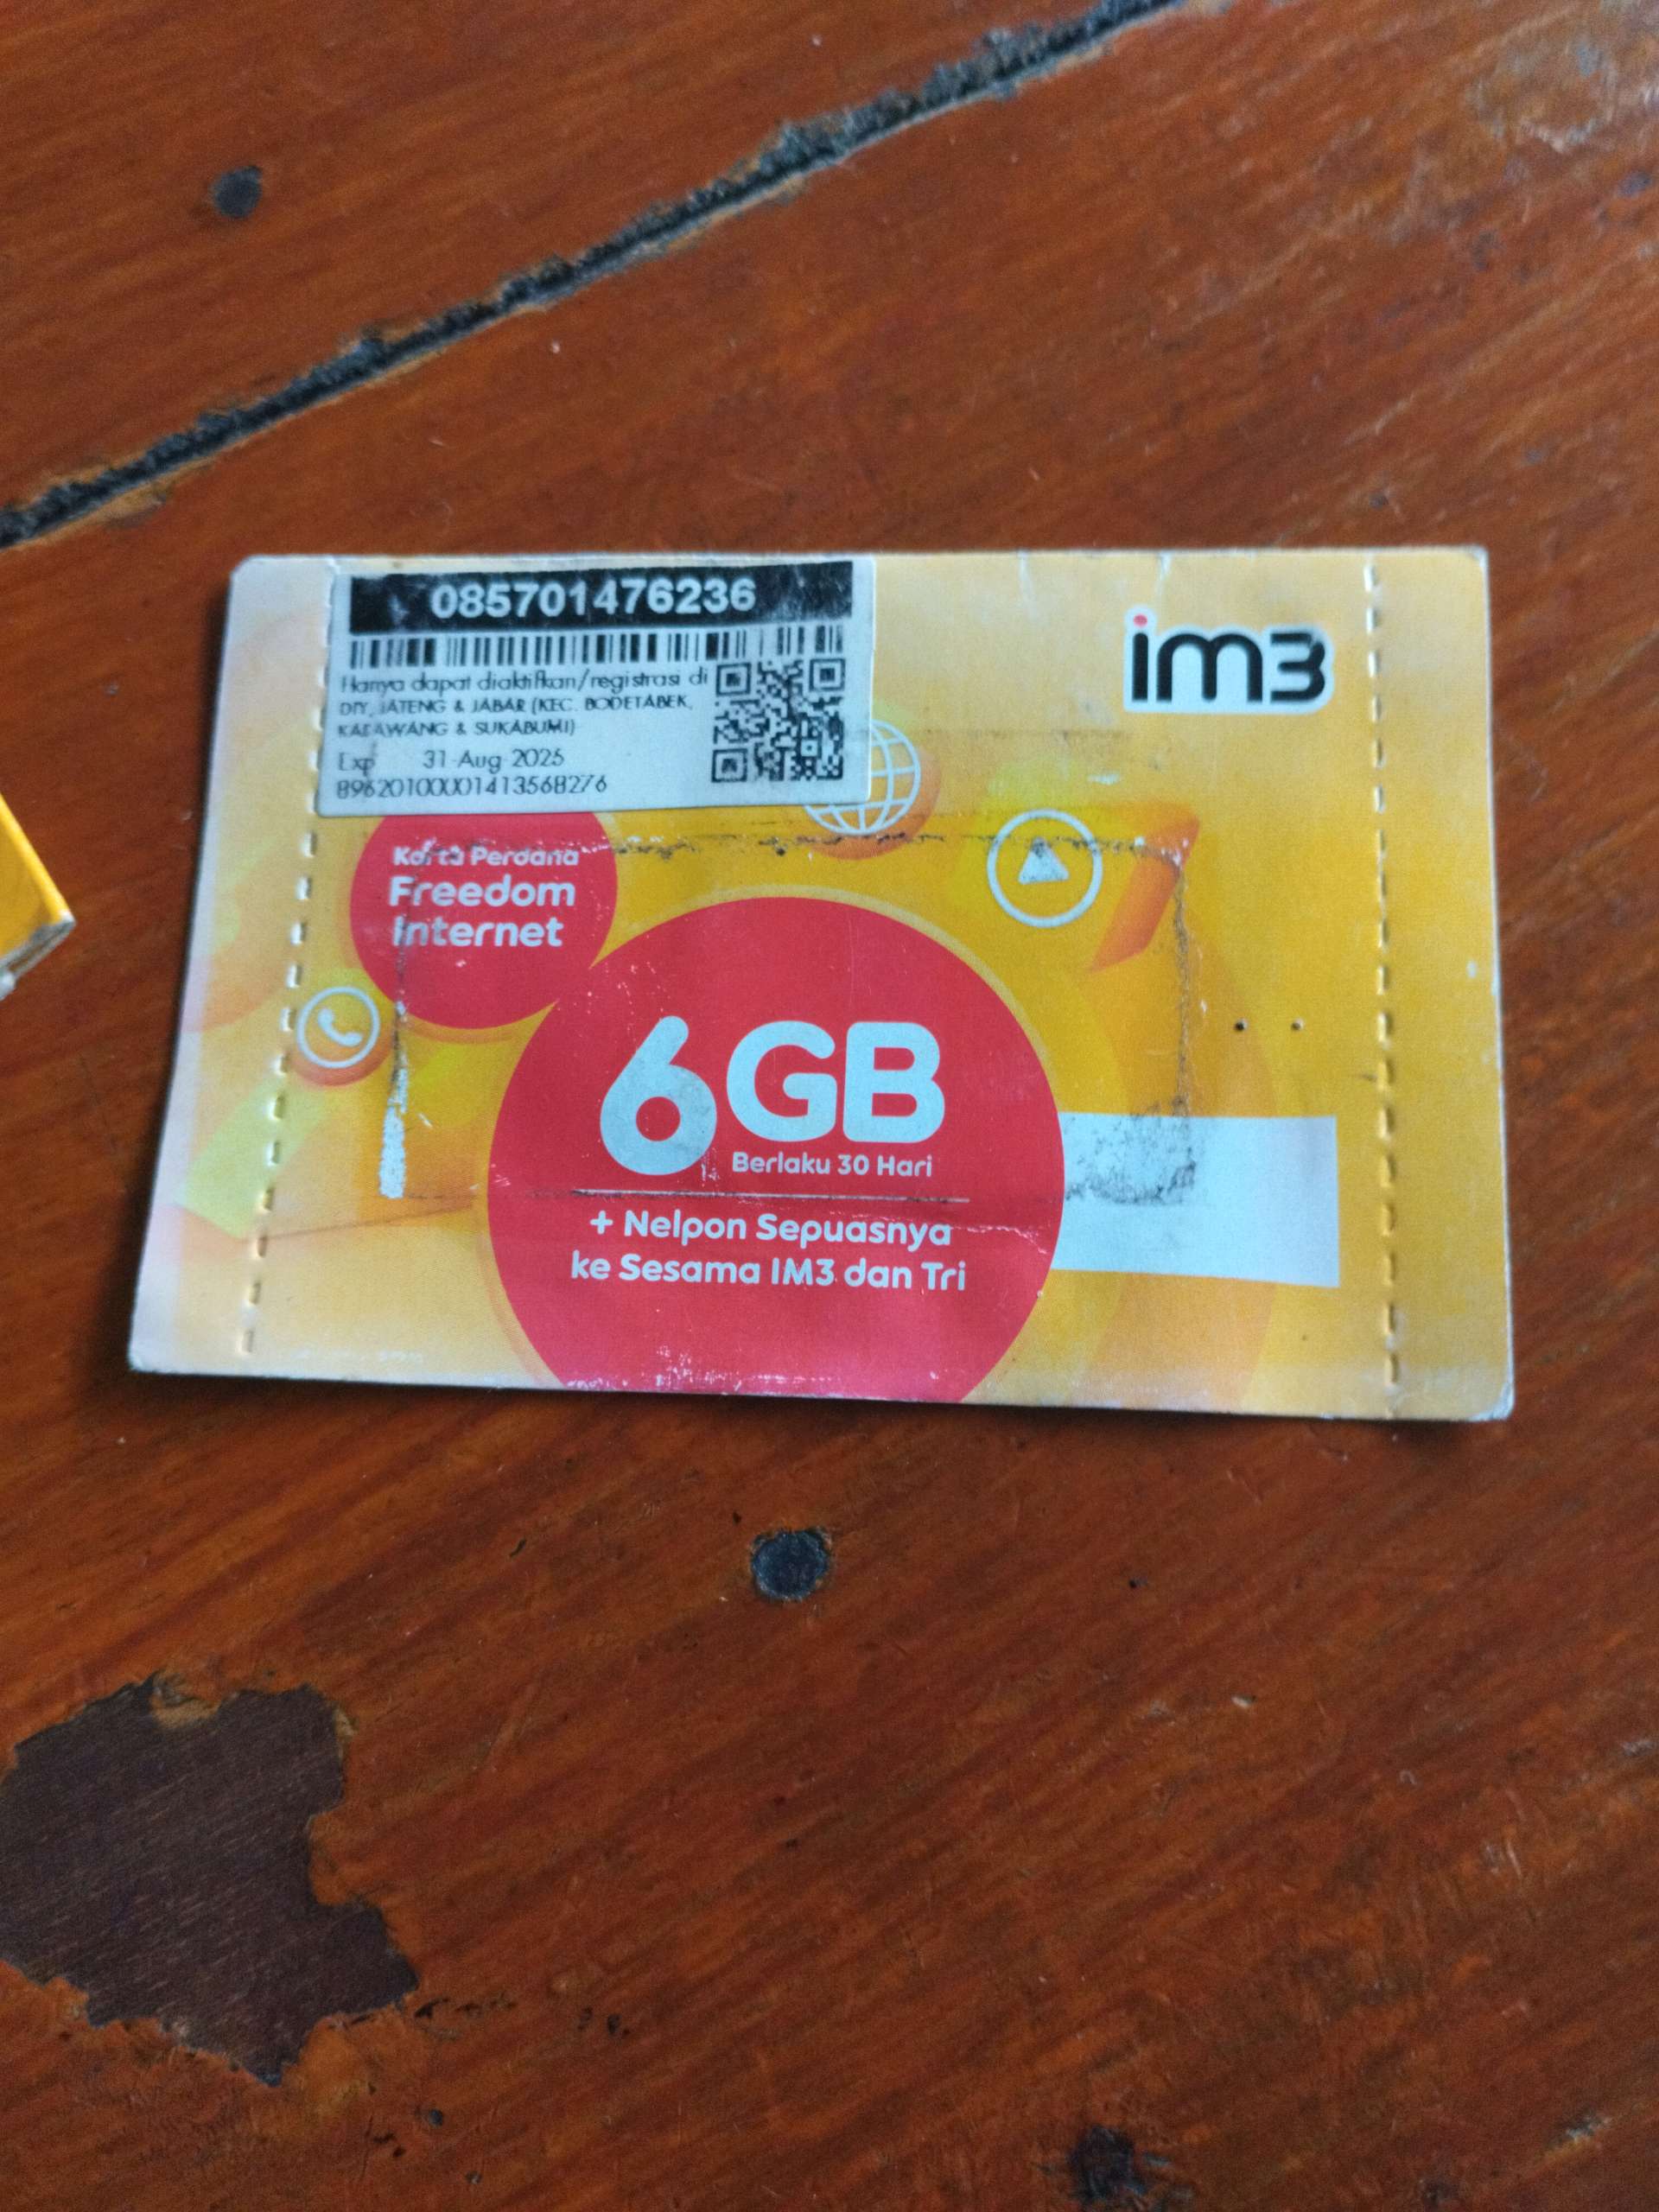 085701476236
Hanya dapat diaktifkan/registrasi di
DIY, JATENG & JABAR (KEC. BODETABEK,
KARAWANG & SUKABUMI)
Exp 31 Aug 2025
89620100001413568276
im3
Kartu Perdana
Freedom
Internet
6GB
Berlaku 30 Hari
+ Nelpon Sepuasnya
ke Sesama IM3 dan Tri